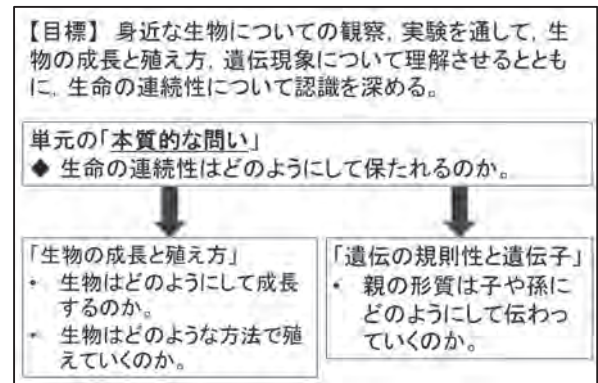 【目標】 身近な生物についての観察，実験を通して，生
物の成長と殖え方，遺伝現象について理解させるととも
に，生命の連続性について認識を深める。
単元の「本質的な問い」
◆ 生命の連続性はどのようにして保たれるのか。
「生物の成長と殖え方」
・ 生物はどのようにして成長
するのか。
・ 生物はどのような方法で殖
えていくのか。
「遺伝の規則性と遺伝子」
・ 親の形質は子や孫に
どのようにして伝わっ
ていくのか。